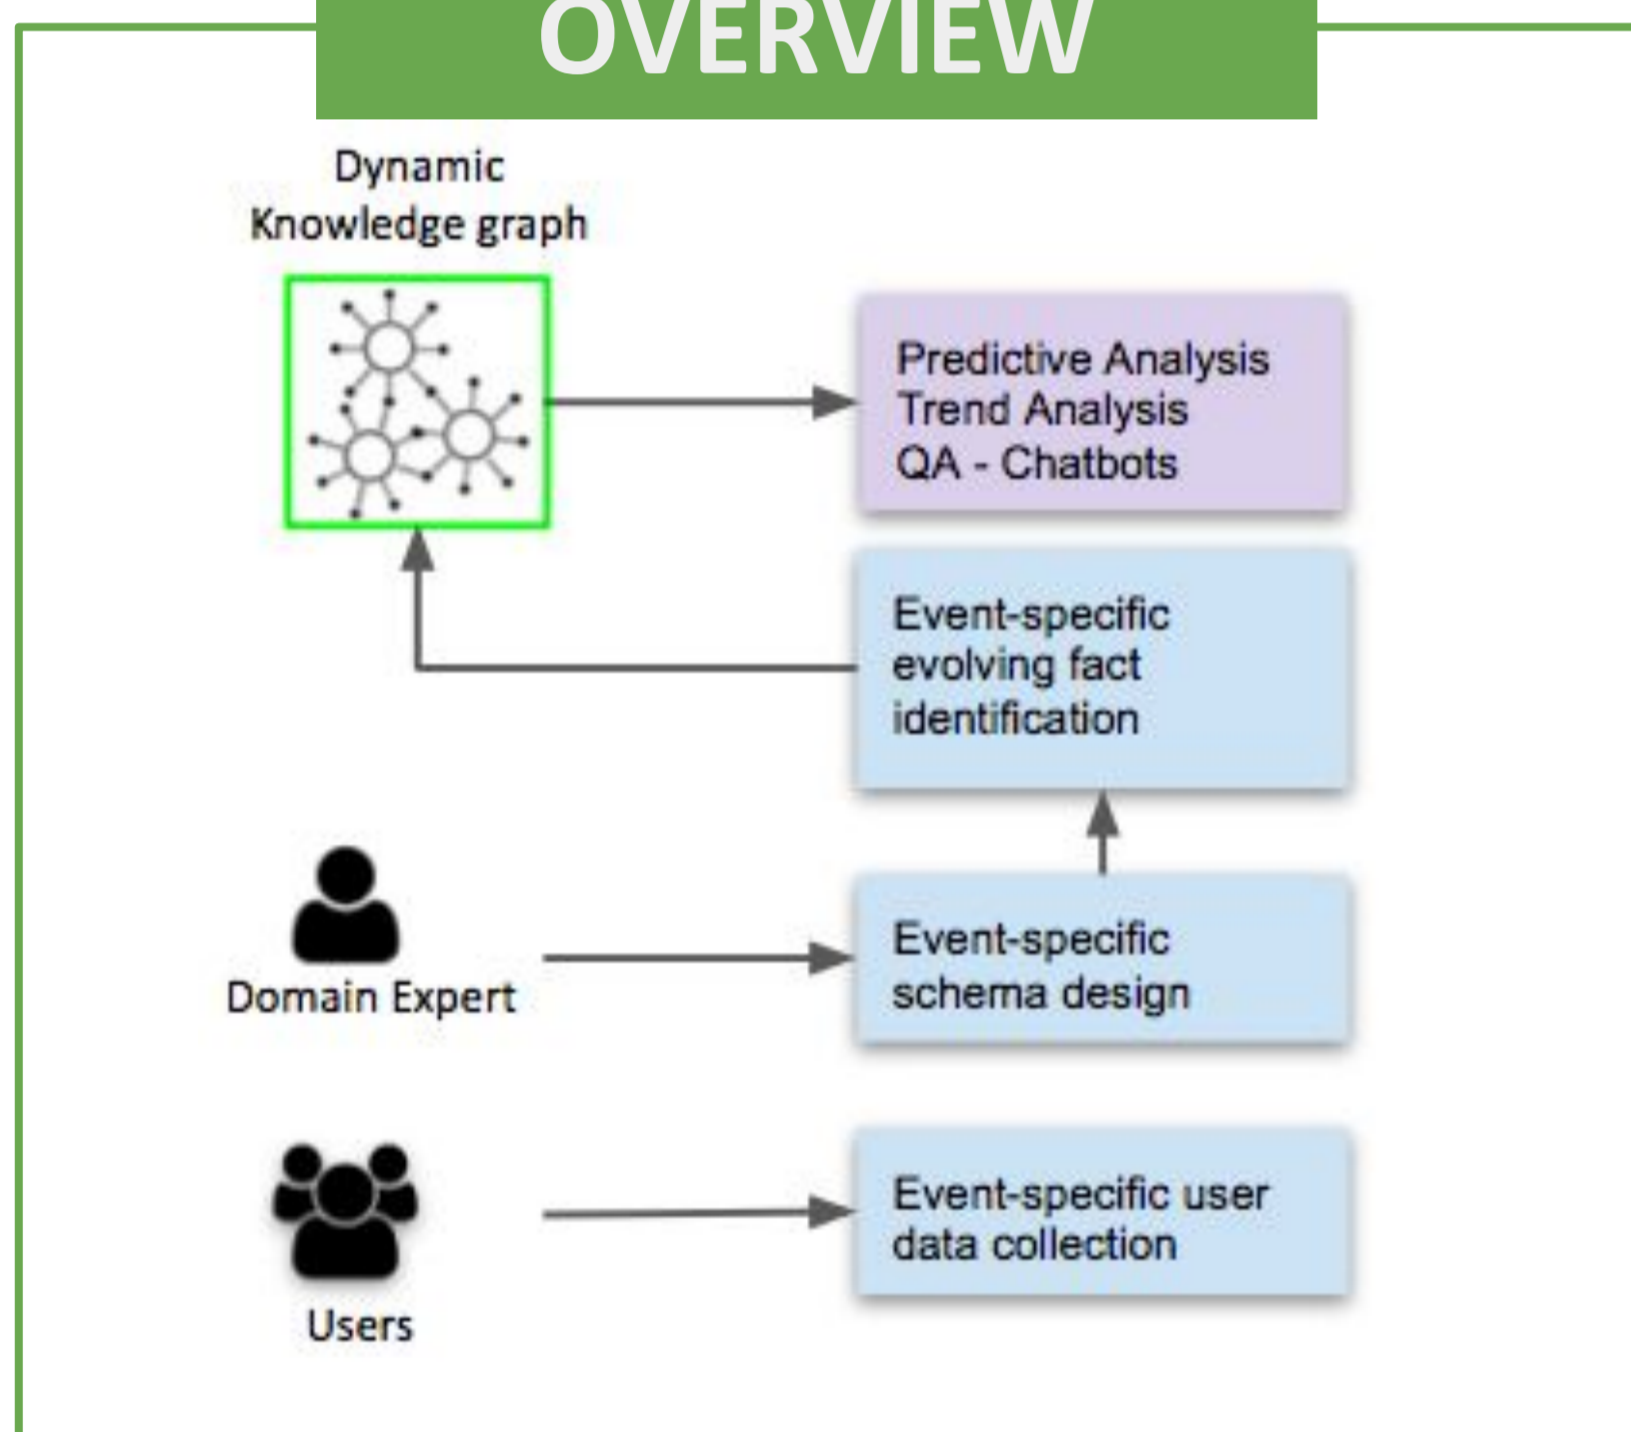 OVERVIEW
Dynamic
Knowledge graph
Predictive Analysis
Trend Analysis
QA - Chatbots
Event-specific
evolving fact
identification
Domain Expert
Event-specific
schema design
Users
Event-specific user
data collection